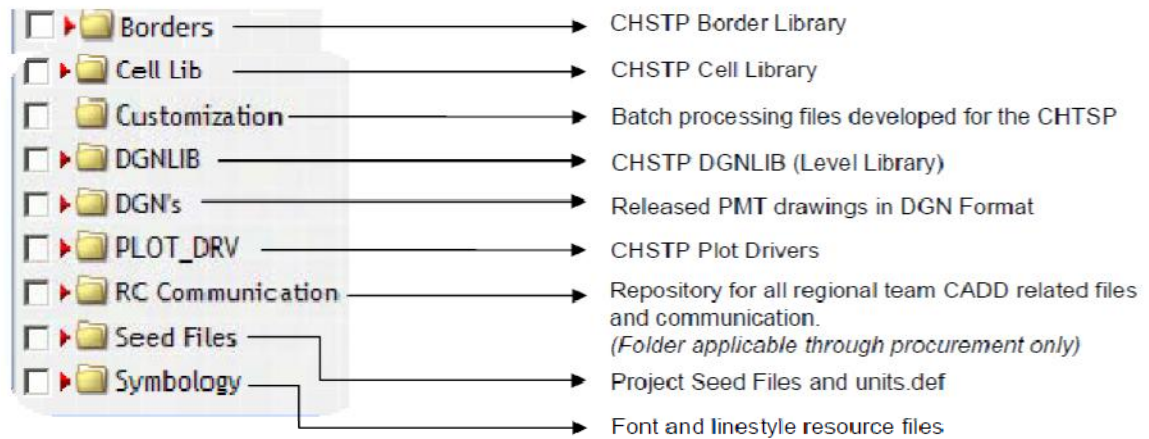 Borders CHSTP Border Library
Cell Lib CHSTP Cell Library
Customization Batch processing files developed for the CHTSP
DGNLIB CHSTP DGNLIB (Level Library)
DGN's Released PMT drawings in DGN Format
PLOT_DRV CHSTP Plot Drivers
RC Communication Repository for all regional team CADD related files
and communication.
(Folder applicable through procurement only)
Seed Files Project Seed Files and units.def
Symbology Font and linestyle resource files